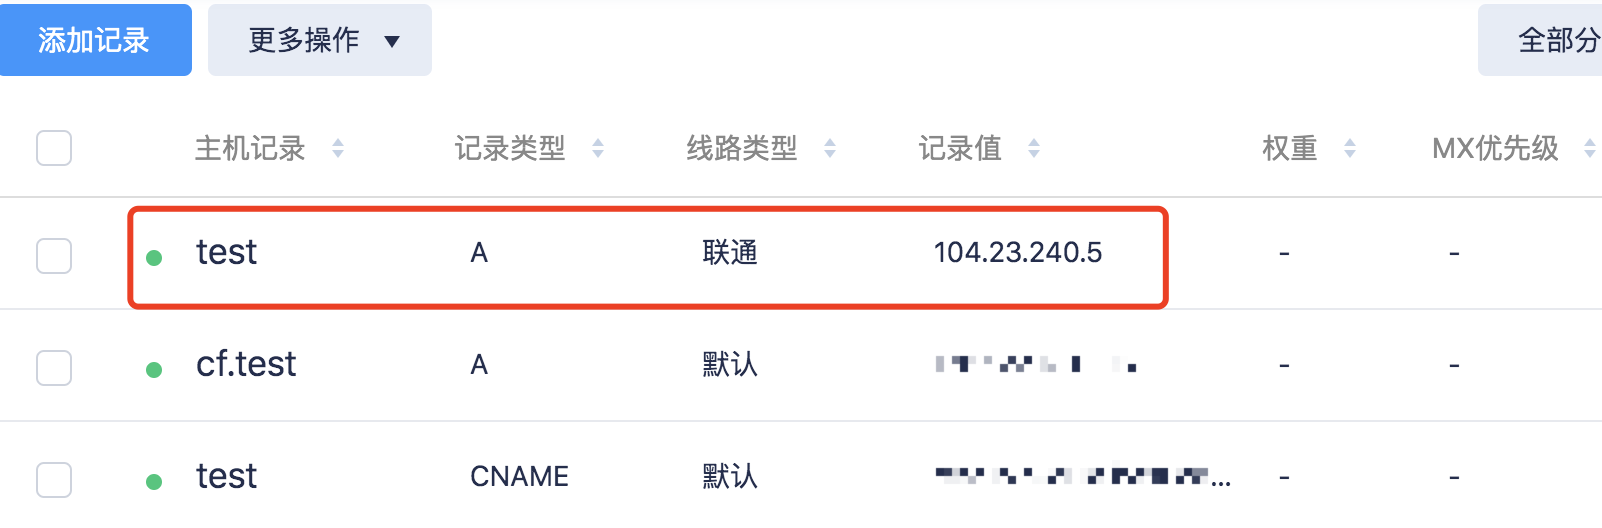 添加记录 更多操作 ▼ 全部分
主机记录 记录类型 线路类型 记录值 权重 MX优先级
test A 联通 104.23.240.5 - -
cf.test A 默认 - -
test CNAME 默认 ... - -